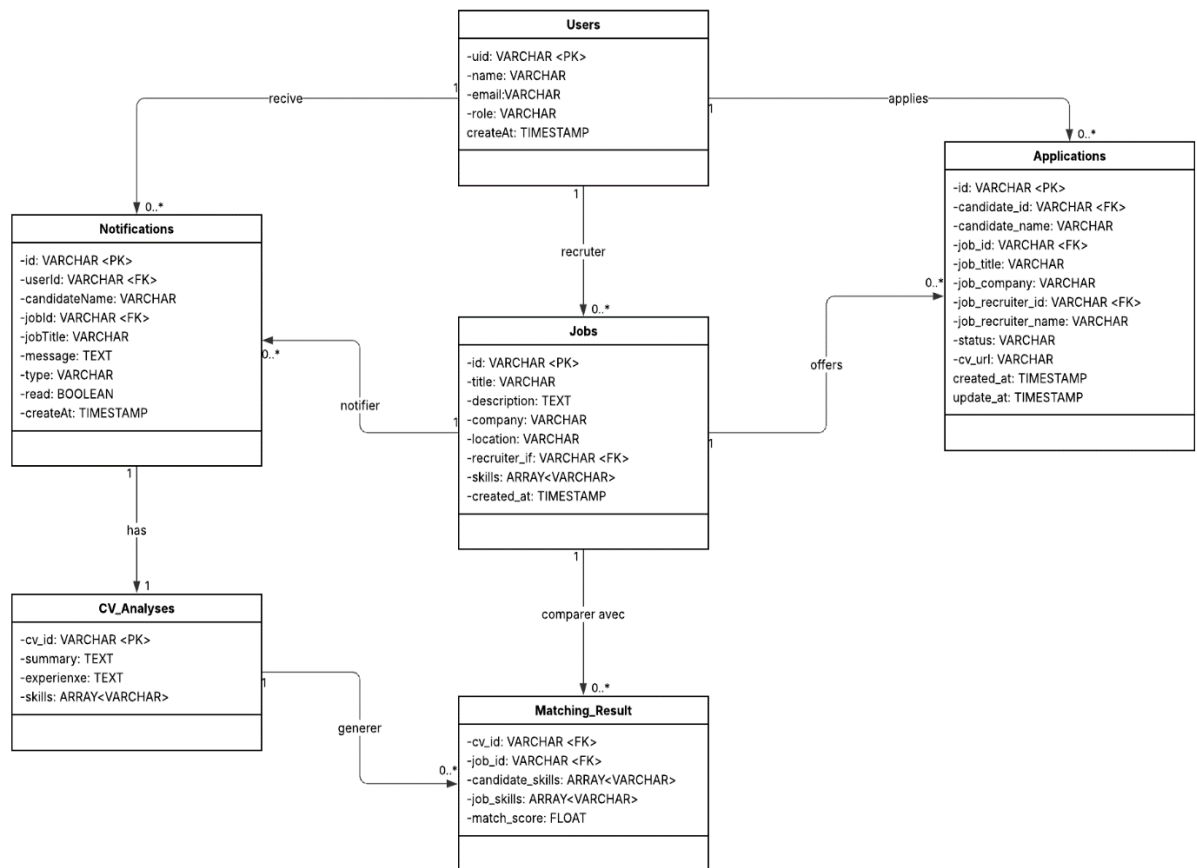 Users
-uid: VARCHAR <PK>
-name: VARCHAR
-email:VARCHAR
-role: VARCHAR
createAt: TIMESTAMP
1
recive
0..*
1
applies
0..*
1
recruter
0..*
Applications
-id: VARCHAR <PK>
-candidate_id: VARCHAR <FK>
-candidate_name: VARCHAR
-job_id: VARCHAR <FK>
-job_title: VARCHAR
-job_company: VARCHAR
-job_recruiter_id: VARCHAR <FK>
-job_recruiter_name: VARCHAR
-status: VARCHAR
-cv_url: VARCHAR
created_at: TIMESTAMP
update_at: TIMESTAMP
Notifications
-id: VARCHAR <PK>
-userId: VARCHAR <FK>
-candidateName: VARCHAR
-jobId: VARCHAR <FK>
-jobTitle: VARCHAR
-message: TEXT
-type: VARCHAR
-read: BOOLEAN
-createAt: TIMESTAMP
0..*
notifier
1
Jobs
-id: VARCHAR <PK>
-title: VARCHAR
-description: TEXT
-company: VARCHAR
-location: VARCHAR
-recruiter_if: VARCHAR <FK>
-skills: ARRAY<VARCHAR>
-created_at: TIMESTAMP
1
offers
0..*
1
has
1
1
comparer avec
0..*
CV_Analyses
-cv_id: VARCHAR <PK>
-summary: TEXT
-experienxe: TEXT
-skills: ARRAY<VARCHAR>
1
generer
0..*
Matching_Result
-cv_id: VARCHAR <FK>
-job_id: VARCHAR <FK>
-candidate_skills: ARRAY<VARCHAR>
-job_skills: ARRAY<VARCHAR>
-match_score: FLOAT